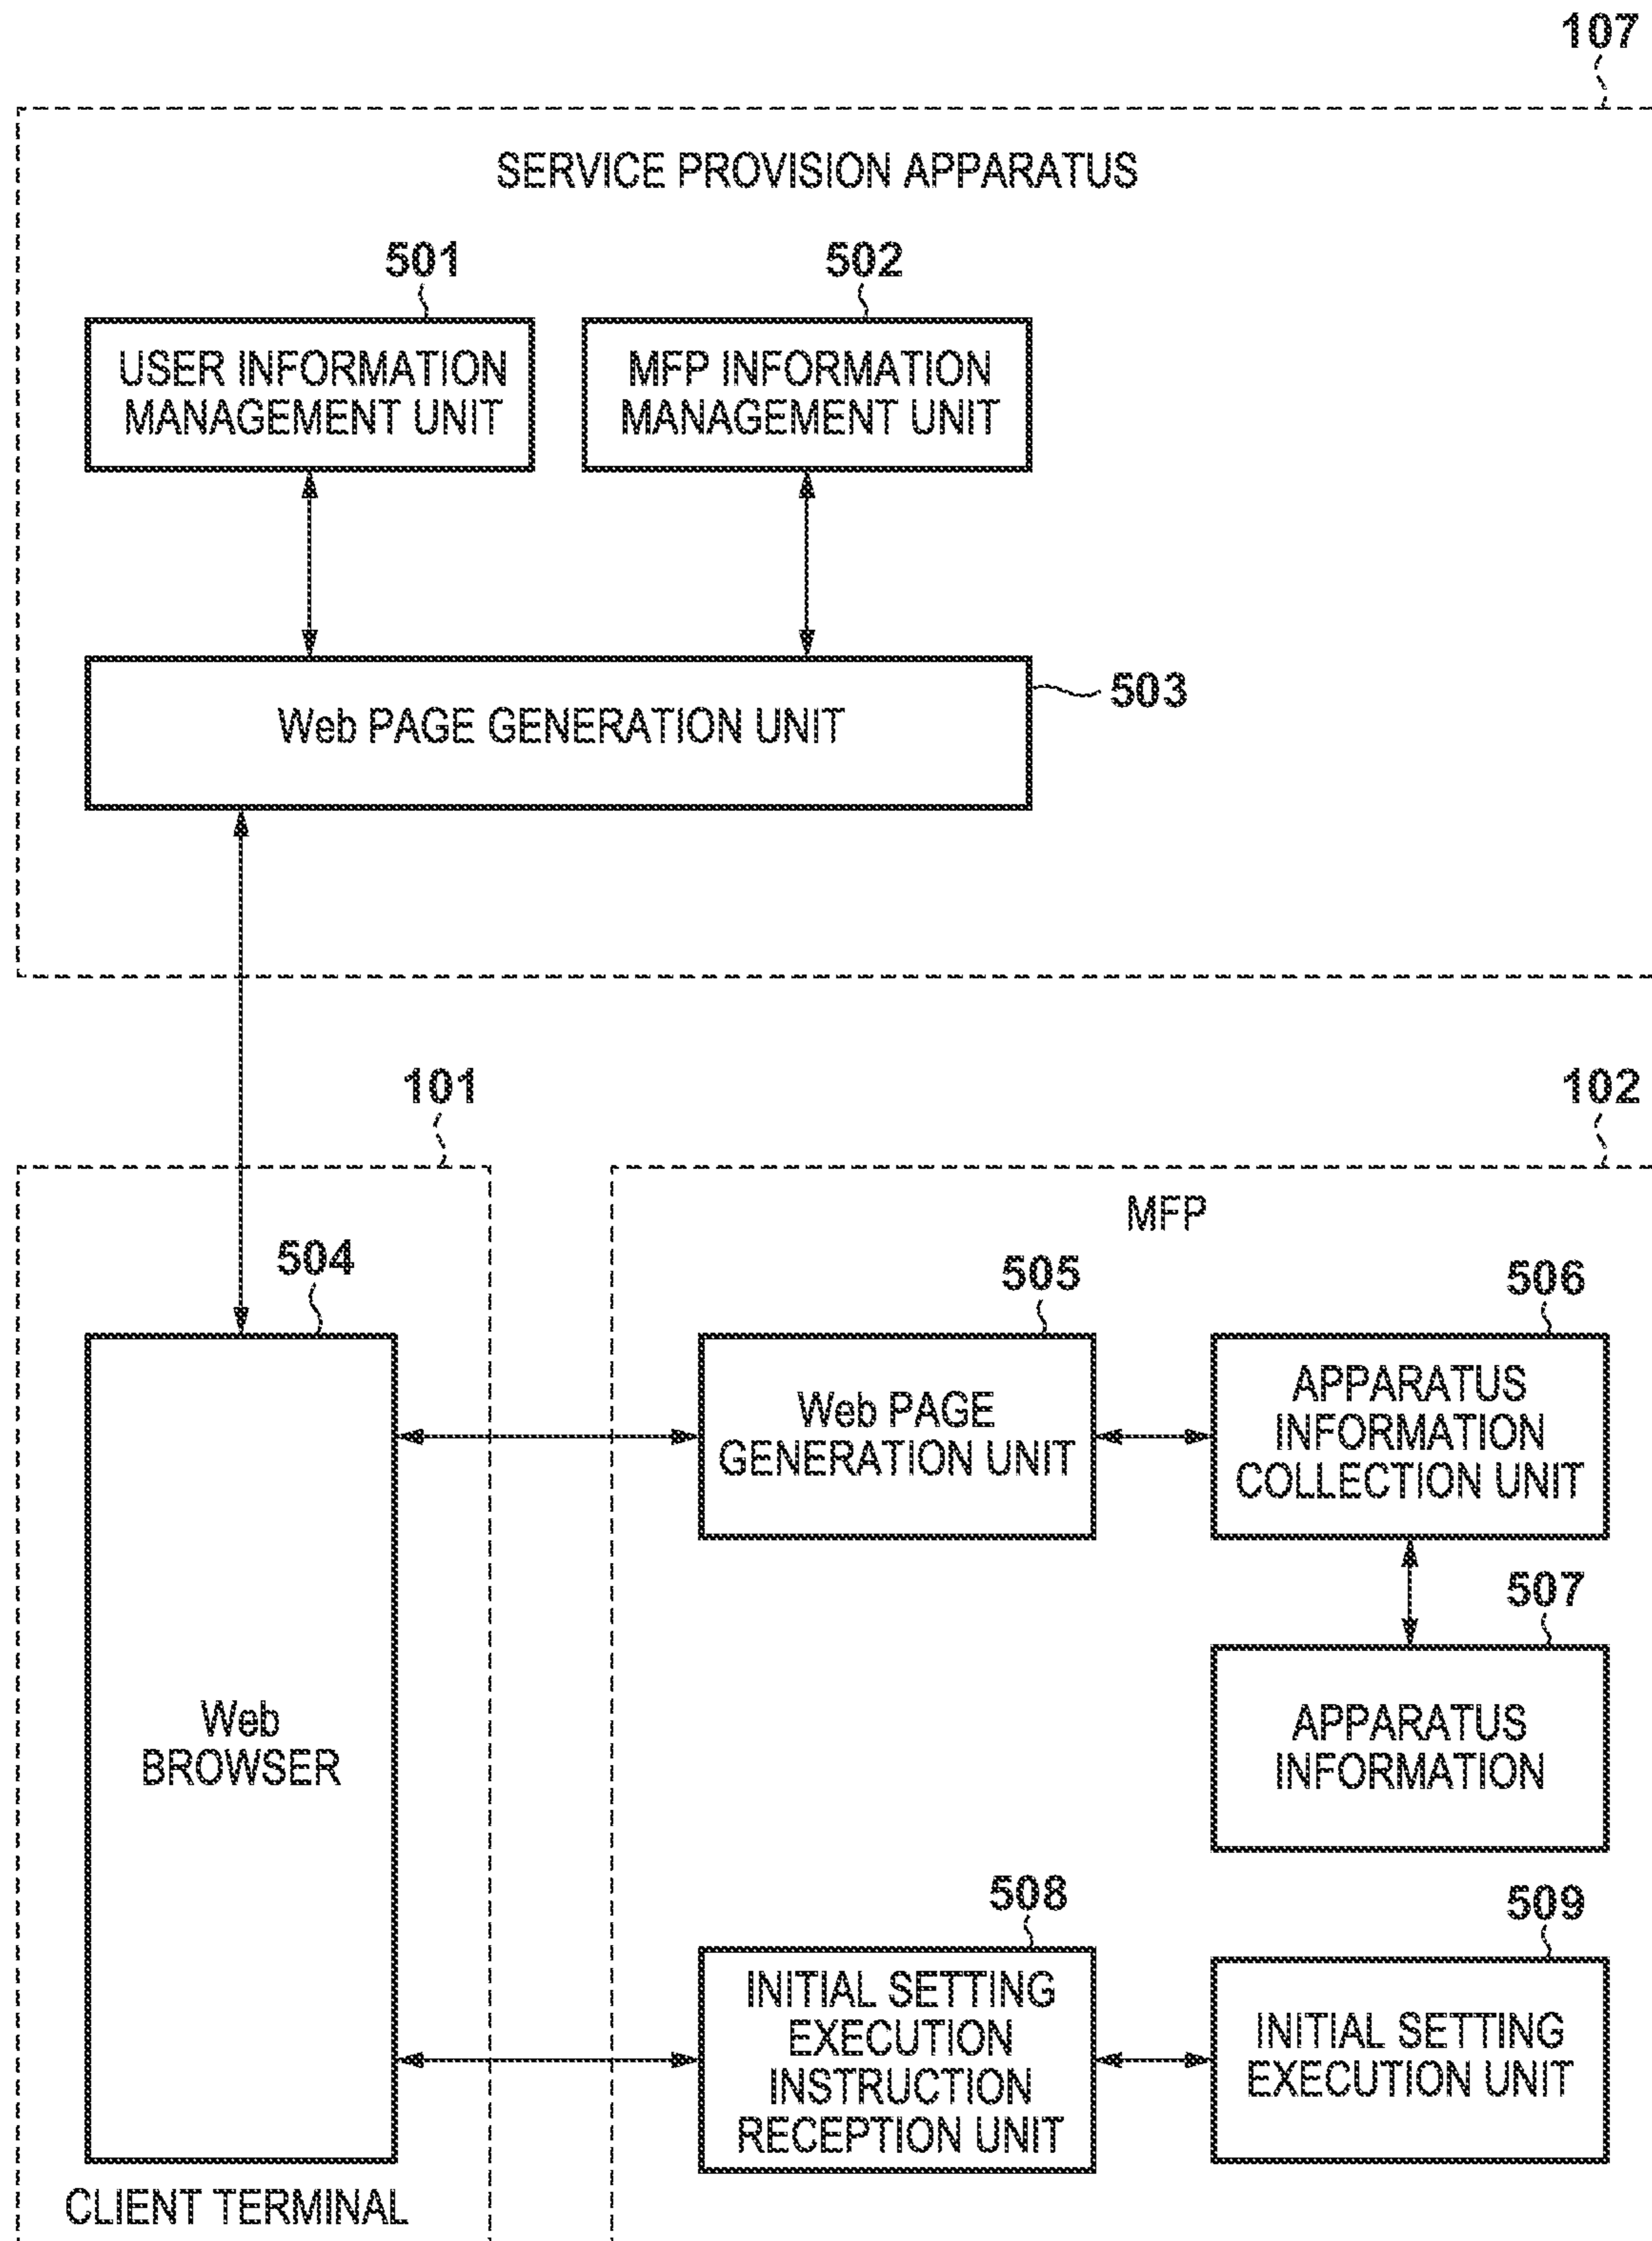 107
SERVICE PROVISION APPARATUS
501
502
USER INFORMATION
MANAGEMENT UNIT
MFP INFORMATION
MANAGEMENT UNIT
Web PAGE GENERATION UNIT
503
101
102
MFP
504
505
506
Web PAGE
GENERATION UNIT
APPARATUS
INFORMATION
COLLECTION UNIT
507
Web
BROWSER
APPARATUS
INFORMATION
508
509
INITIAL SETTING
EXECUTION
INSTRUCTION
RECEPTION UNIT
INITIAL SETTING
EXECUTION UNIT
CLIENT TERMINAL